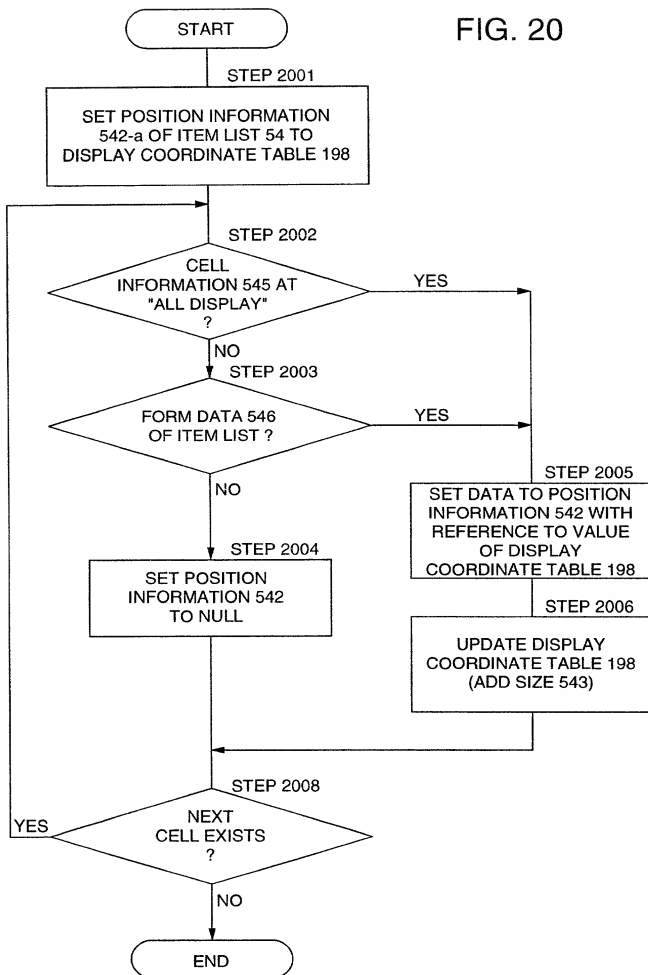 START
FIG. 20
STEP 2001
SET POSITION INFORMATION
542-a OF ITEM LIST 54 TO
DISPLAY COORDINATE TABLE 198
STEP 2002
CELL
INFORMATION 545 AT
"ALL DISPLAY"
?
YES
NO
STEP 2003
FORM DATA 546
OF ITEM LIST ?
YES
NO
STEP 2005
SET DATA TO POSITION
INFORMATION 542 WITH
REFERENCE TO VALUE
OF DISPLAY
COORDINATE TABLE 198
STEP 2004
SET POSITION
INFORMATION 542
TO NULL
STEP 2006
UPDATE DISPLAY
COORDINATE TABLE 198
(ADD SIZE 543)
STEP 2008
YES
NEXT
CELL EXISTS
?
NO
END